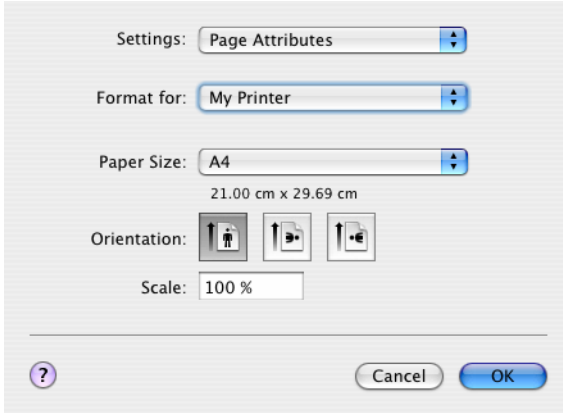 Settings: Page Attributes
Format for: My Printer
Paper Size: A4
21.00 cm x 29.69 cm
Orientation:
Scale: 100 %
? Cancel OK